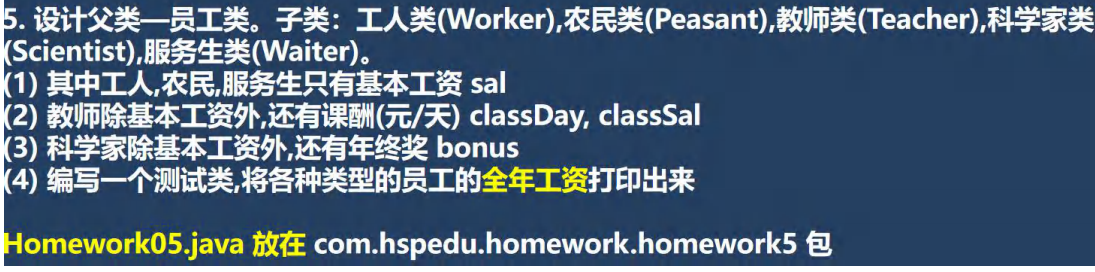 5. 设计父类—员工类。子类：工人类(Worker),农民类(Peasant),教师类(Teacher),科学家类
(Scientist),服务生类(Waiter)。
(1) 其中工人,农民,服务生只有基本工资 sal
(2) 教师除基本工资外,还有课酬(元/天) classDay, classSal
(3) 科学家除基本工资外,还有年终奖 bonus
(4) 编写一个测试类,将各种类型的员工的全年工资打印出来
Homework05.java 放在 com.hspedu.homework.homework5 包